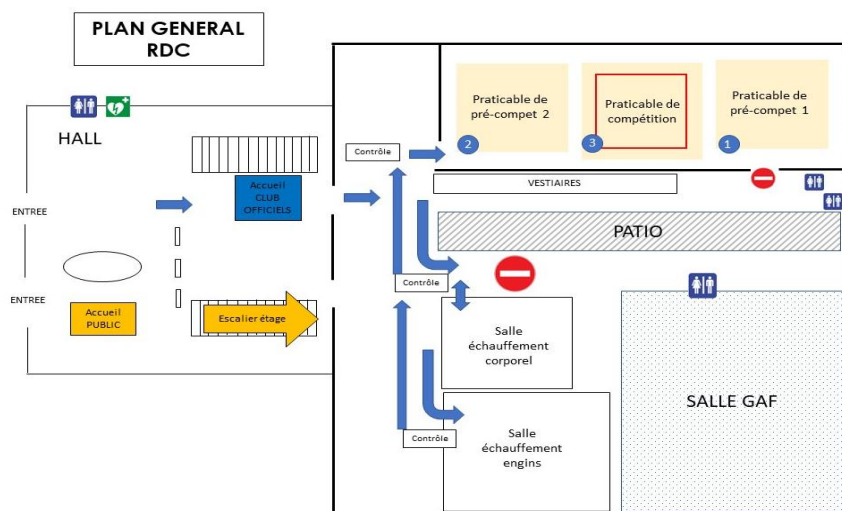 PLAN GENERAL
RDC
HALL
ENTREE
ENTREE
Accueil
CLUB
OFFICIELS
Accueil
PUBLIC
Escalier étage
Contrôle
Contrôle
Contrôle
Praticable de
pré-compet 2
2
Praticable de
compétition
3
Praticable de
pré-compet 1
1
VESTIAIRES
PATIO
Salle
échauffement
corporel
Salle
échauffement
engins
SALLE GAF